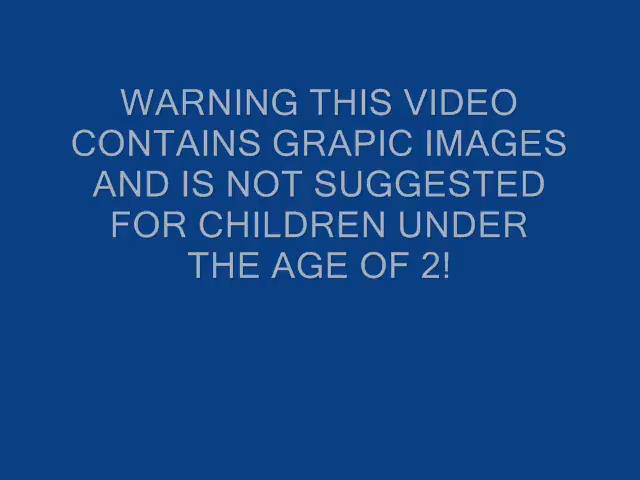 WARNING THIS VIDEO
CONTAINS GRAPIC IMAGES
AND IS NOT SUGGESTED
FOR CHILDREN UNDER
THE AGE OF 2!